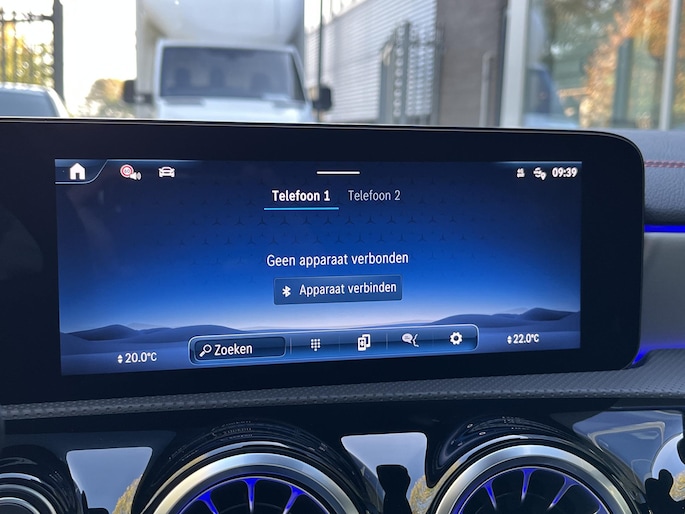 09:39
Telefoon 1 Telefoon 2
Geen apparaat verbonden
Apparaat verbinden
20.0°C Zoeken 22.0°C